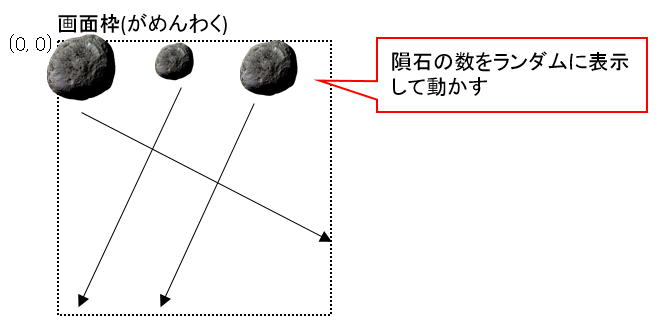 画面枠(がめんわく)
(0, 0)
隕石の数をランダムに表示
して動かす